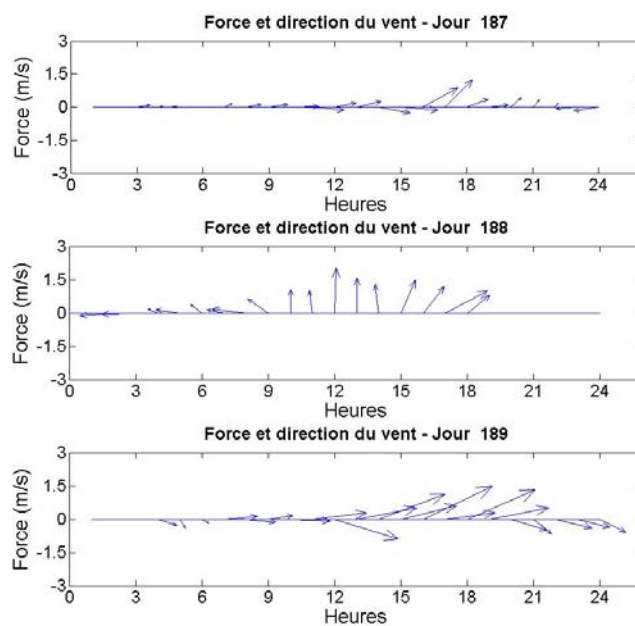 Force et direction du vent - Jour 187
3
1.5
0
-1.5
-3
Force (m/s)
0 3 6 9 12 15 18 21 24
Heures
Force et direction du vent - Jour 188
3
1.5
0
-1.5
-3
Force (m/s)
0 3 6 9 12 15 18 21 24
Heures
Force et direction du vent - Jour 189
3
1.5
0
-1.5
-3
Force (m/s)
0 3 6 9 12 15 18 21 24
Heures